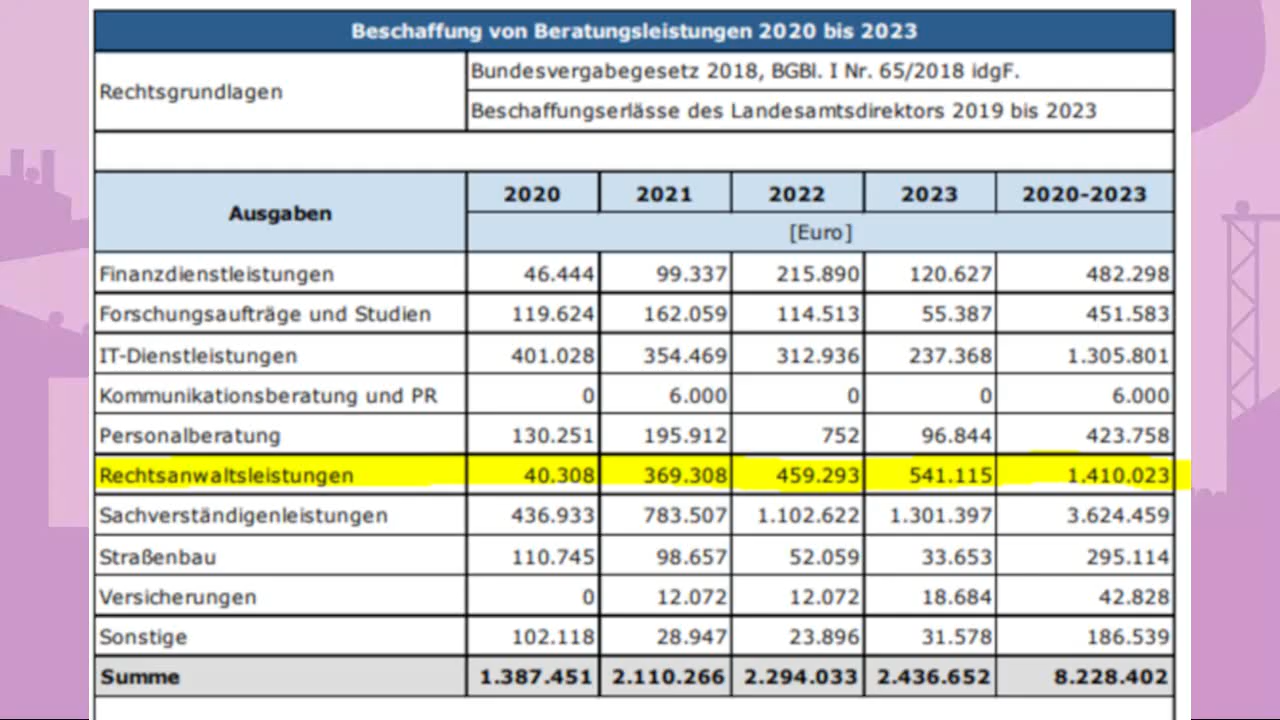 Beschaffung von Beratungsleistungen 2020 bis 2023
Rechtsgrundlagen
Bundesvergabegesetz 2018, BGBl. I Nr. 65/2018 idgF.
Beschaffungserlässe des Landesamtsdirektors 2019 bis 2023
Ausgaben 2020 2021 2022 2023 2020-2023
[Euro]
Finanzdienstleistungen 46.444 99.337 215.890 120.627 482.298
Forschungsaufträge und Studien 119.624 162.059 114.513 55.387 451.583
IT-Dienstleistungen 401.028 354.469 312.936 237.368 1.305.801
Kommunikationsberatung und PR 0 6.000 0 0 6.000
Personalberatung 130.251 195.912 752 96.844 423.758
Rechtsanwaltsleistungen 40.308 369.308 459.293 541.115 1.410.023
Sachverständigenleistungen 436.933 783.507 1.102.622 1.301.397 3.624.459
Straßenbau 110.745 98.657 52.059 33.653 295.114
Versicherungen 0 12.072 12.072 18.684 42.828
Sonstige 102.118 28.947 23.896 31.578 186.539
Summe 1.387.451 2.110.266 2.294.033 2.436.652 8.228.402